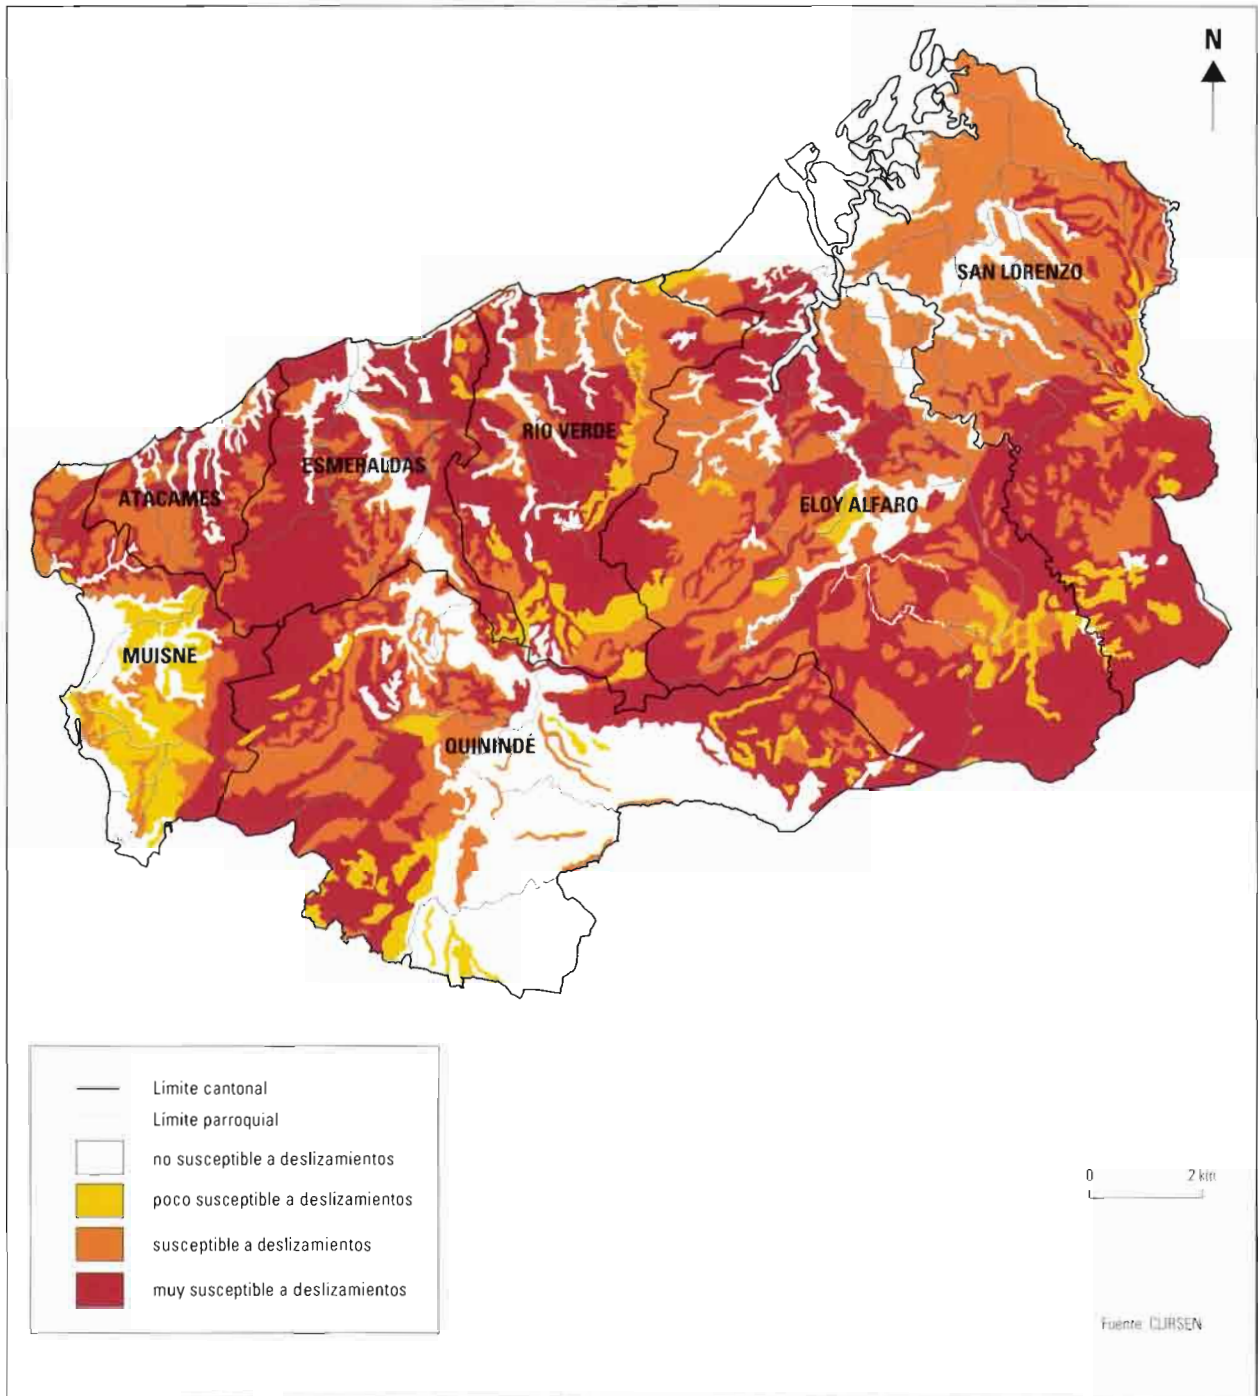 N
SAN LORENZO
RIO VERDE
ESMERALDAS
ATACAMES
ELOY ALFARO
MUISNE
QUININDÉ
Limite cantonal
Limite parroquial
no susceptible a deslizamientos
poco susceptible a deslizamientos
susceptible a deslizamientos
muy susceptible a deslizamientos
0 2 km
Fuente: CLIRSEN